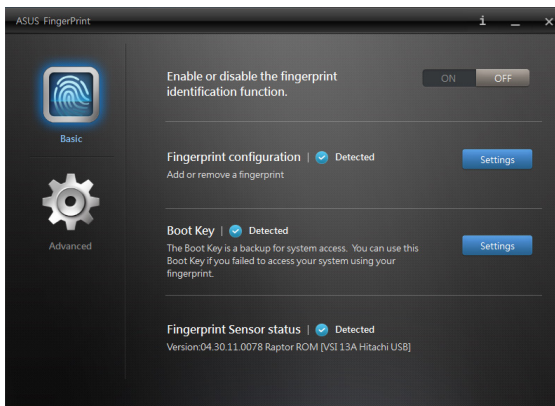 ASUS FingerPrint
i
Basic
Advanced
Enable or disable the fingerprint
identification function.
ON OFF
Fingerprint configuration | Detected
Add or remove a fingerprint
Settings
Boot Key | Detected
The Boot Key is a backup for system access. You can use this
Boot Key if you failed to access your system using your
fingerprint.
Settings
Fingerprint Sensor status | Detected
Version:04.30.11.0078 Raptor ROM [VSI 13A Hitachi USB]